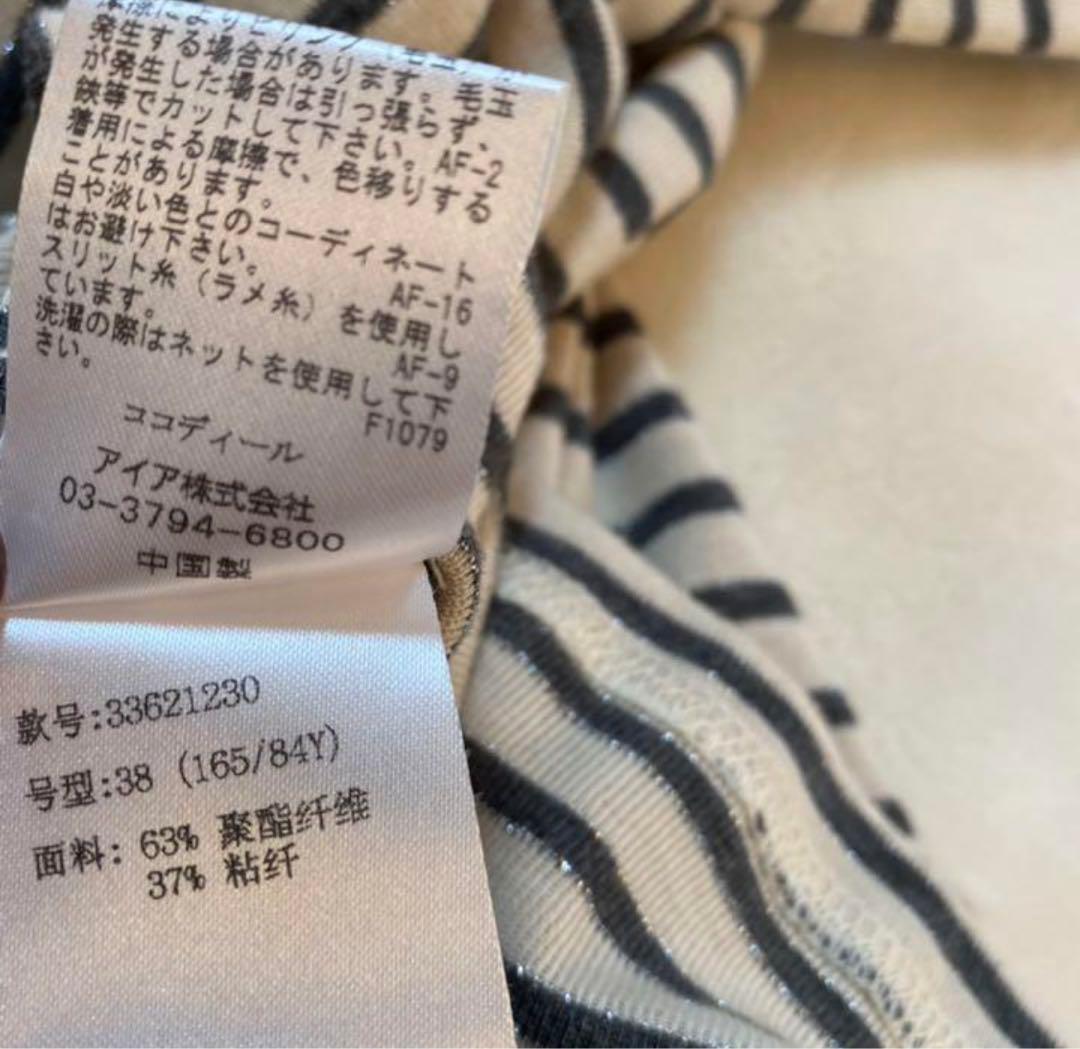 発生する場合があります。毛玉
が発生した場合は引っ張らず、
鋏等でカットして下さい。AF-2
着用による摩擦で、色移りする
ことがあります。
白や淡い色とのコーディネート
はお避け下さい。 AF-16
スリット糸（ラメ糸）を使用し
ています。 AF-9
洗濯の際はネットを使用して下
さい。 F1079
ココディール
アイア株式会社
03-3794-6800
中国製
款号:33621230
号型:38 (165/84Y)
面料: 63% 聚酯纤维
37% 粘纤